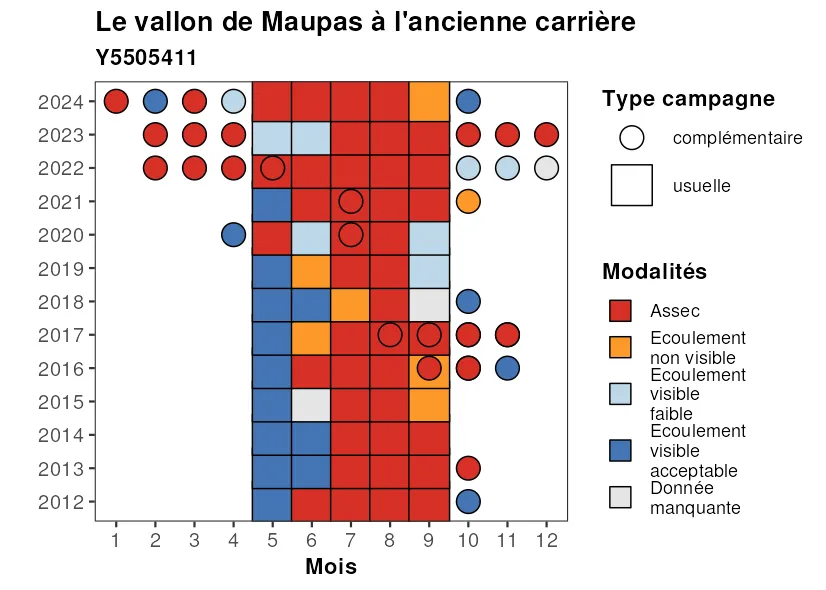 Le vallon de Maupas à l'ancienne carrière
Y5505411
2024
2023
2022
2021
2020
2019
2018
2017
2016
2015
2014
2013
2012
1 2 3 4 5 6 7 8 9 10 11 12
Mois
Type campagne
complémentaire
usuelle
Modalités
Assec
Ecoulement
non visible
Ecoulement
visible
faible
Ecoulement
visible
acceptable
Donnée
manquante